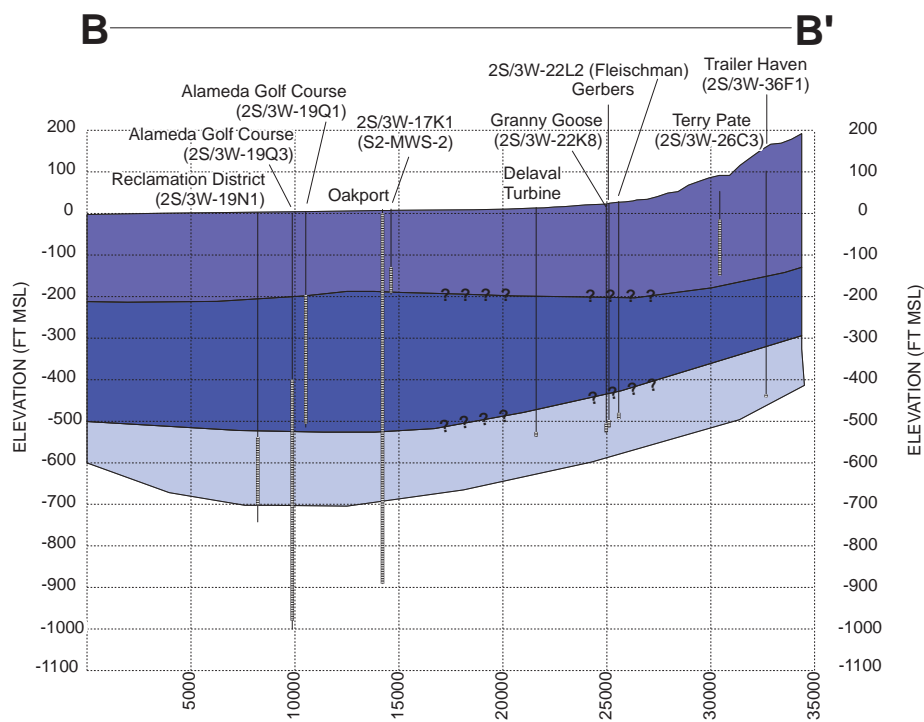 B
B'
Trailer Haven
(2S/3W-36F1)
2S/3W-22L2 (Fleischman)
Gerbers
Alameda Golf Course
(2S/3W-19Q1)
2S/3W-17K1
(S2-MWS-2)
Granny Goose
(2S/3W-22K8)
Terry Pate
(2S/3W-26C3)
Alameda Golf Course
(2S/3W-19Q3)
Reclamation District
(2S/3W-19N1)
Oakport
Delaval
Turbine
ELEVATION (FT MSL)
200
100
0
-100
-200
-300
-400
-500
-600
-700
-800
-900
-1000
-1100
? ? ? ?
? ? ? ?
? ? ? ?
? ? ? ?
200
100
0
-100
-200
-300
-400
-500
-600
-700
-800
-900
-1000
-1100
ELEVATION (FT MSL)
5000
10000
15000
20000
25000
30000
35000